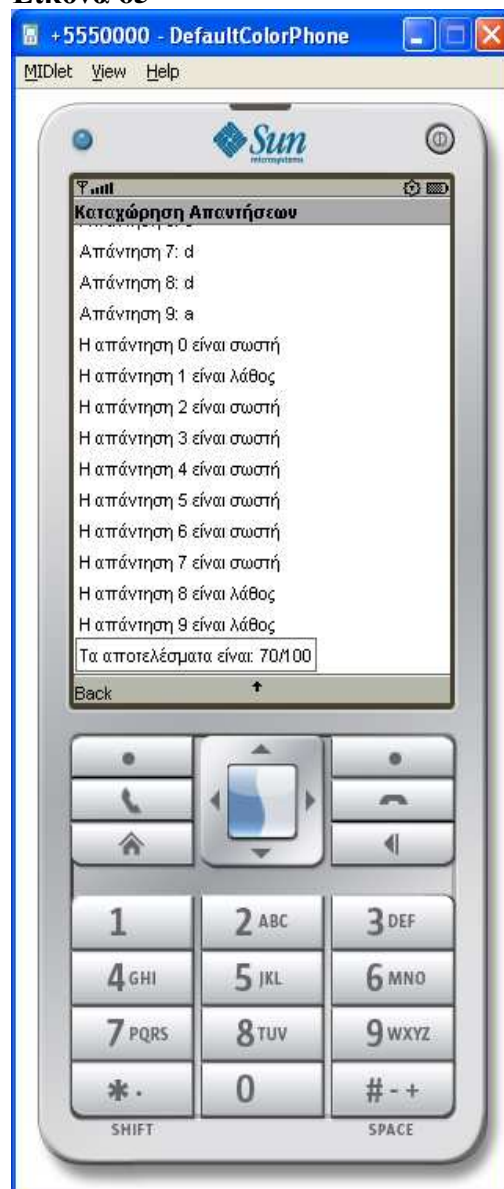 +5550000 - DefaultColorPhone
MIDlet View Help
Sun
microsystems
Καταχώρηση Απαντήσεων
Απάντηση 7: d
Απάντηση 8: d
Απάντηση 9: a
Η απάντηση 0 είναι σωστή
Η απάντηση 1 είναι λάθος
Η απάντηση 2 είναι σωστή
Η απάντηση 3 είναι σωστή
Η απάντηση 4 είναι σωστή
Η απάντηση 5 είναι σωστή
Η απάντηση 6 είναι σωστή
Η απάντηση 7 είναι σωστή
Η απάντηση 8 είναι λάθος
Η απάντηση 9 είναι λάθος
Τα αποτελέσματα είναι: 70/100
Back
1 2 ABC 3 DEF
4 GHI 5 JKL 6 MNO
7 PQRS 8 TUV 9 WXYZ
* . 0 # - +
SHIFT SPACE